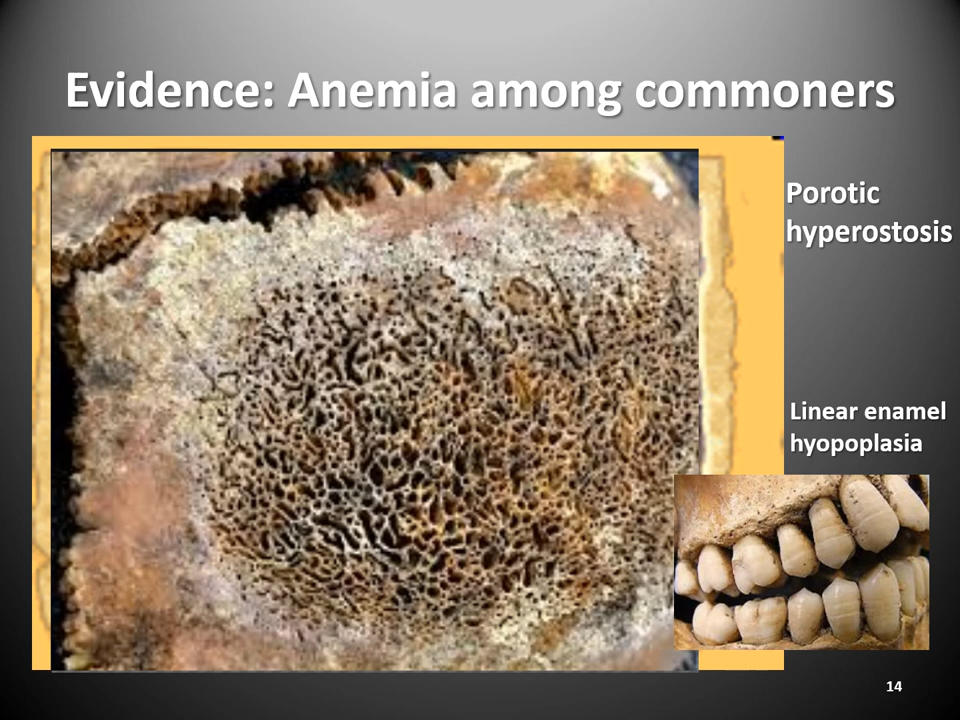 Evidence: Anemia among commoners
Porotic
hyperostosis
Linear enamel
hyopoplasia
14